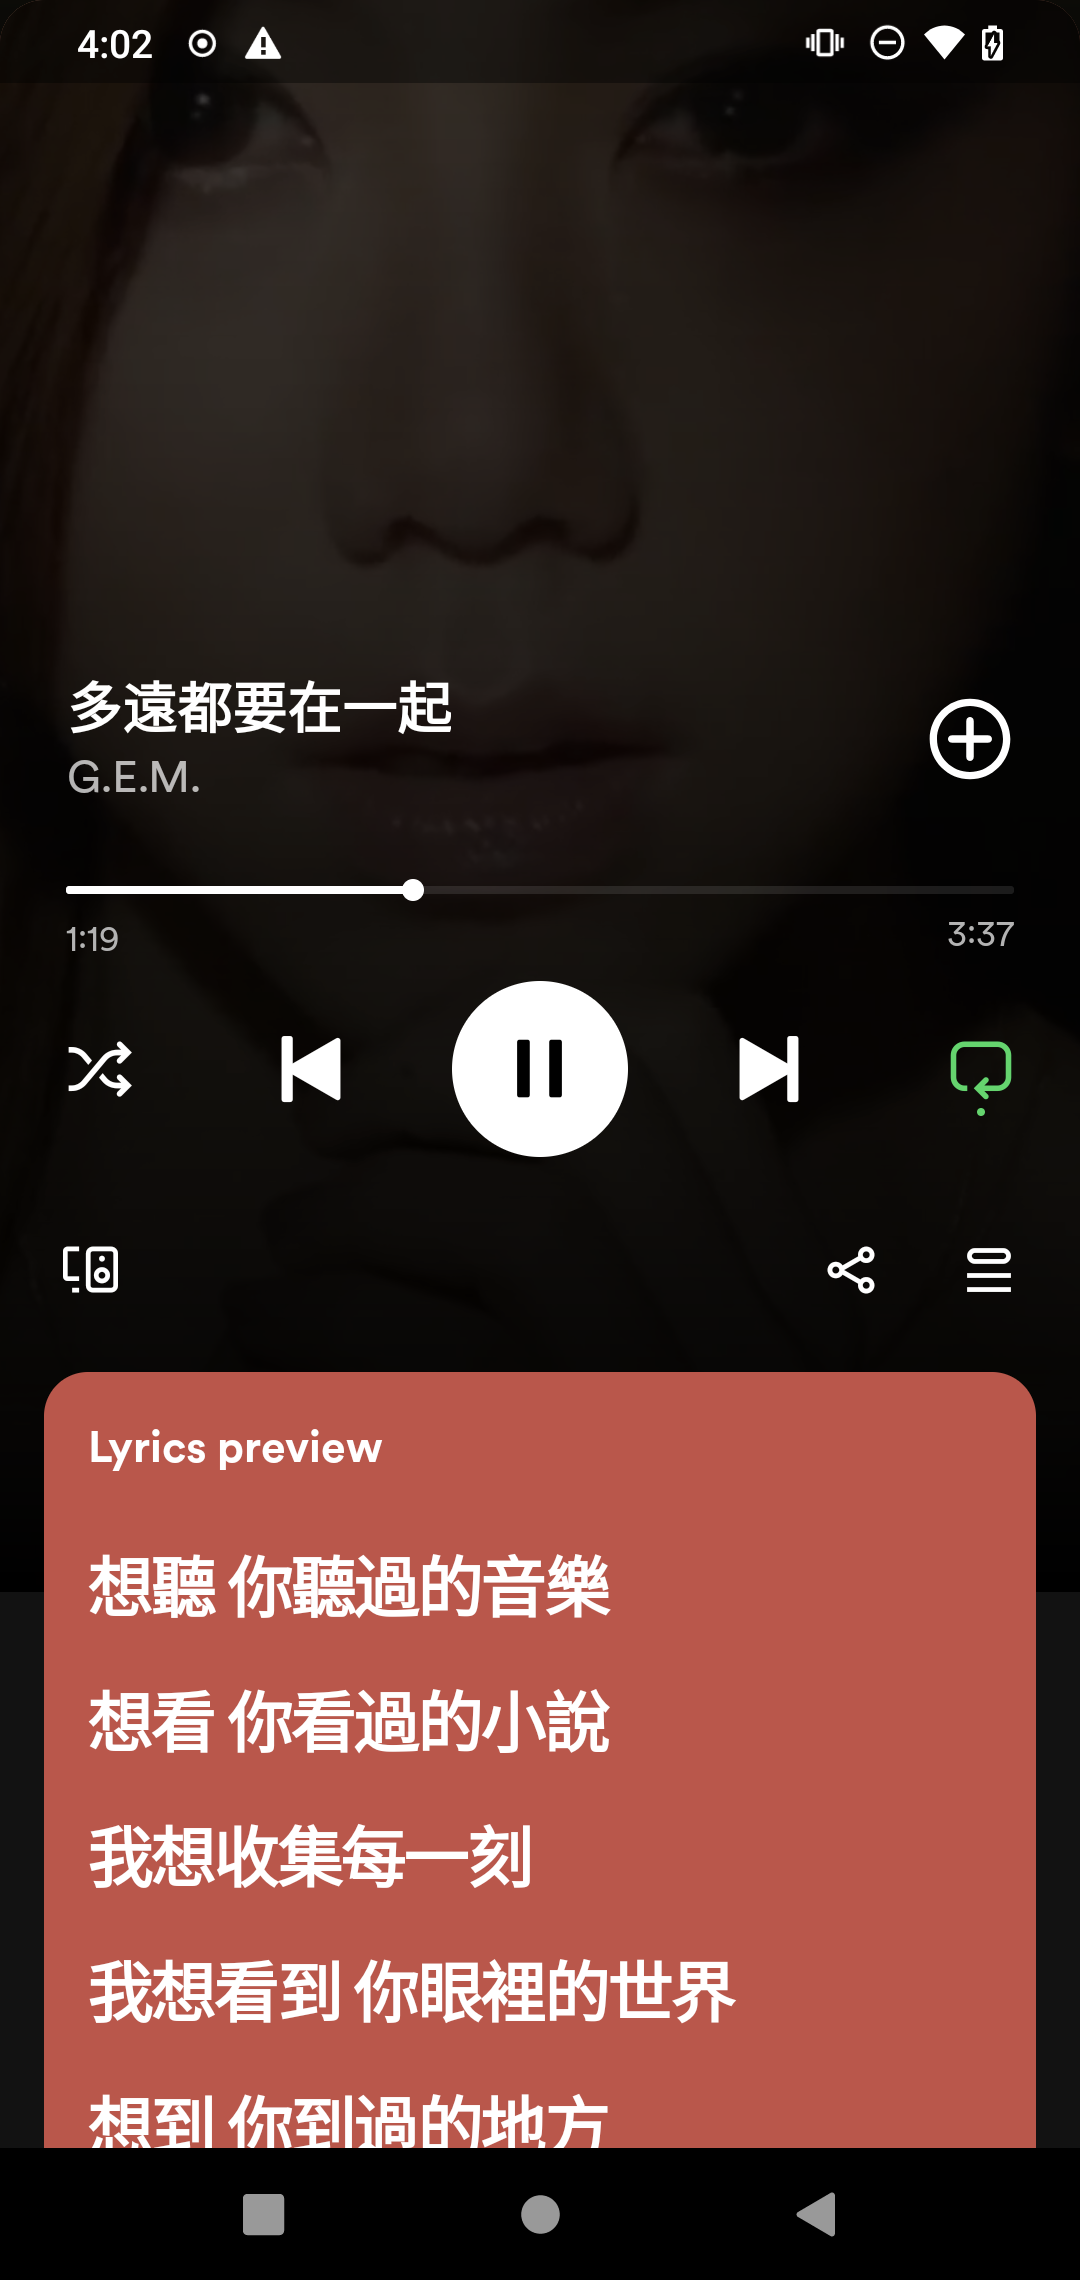 4:02
多遠都要在一起
G.E.M.
1:19
3:37
Lyrics preview
想聽 你聽過的音樂
想看 你看過的小說
我想收集每一刻
我想看到 你眼裡的世界
想到 你到過的地方